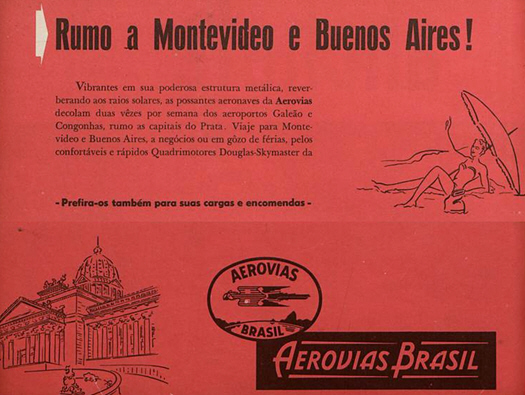 Rumo a Montevideo e Buenos Aires!
Vibrantes em sua poderosa estrutura metálica, rever-
berando aos raios solares, as possantes aeronaves da Aerovias
decolam duas vêzes por semana dos aeroportos Galeão e
Congonhas, rumo as capitais do Prata. Viaje para Monte-
video e Buenos Aires, a negócios ou em gôzo de férias, pelos
confortáveis e rápidos Quadrimotores Douglas-Skymaster da
- Prefira-os também para suas cargas e encomendas -
AEROVIAS
BRASIL
AEROVIAS BRASIL